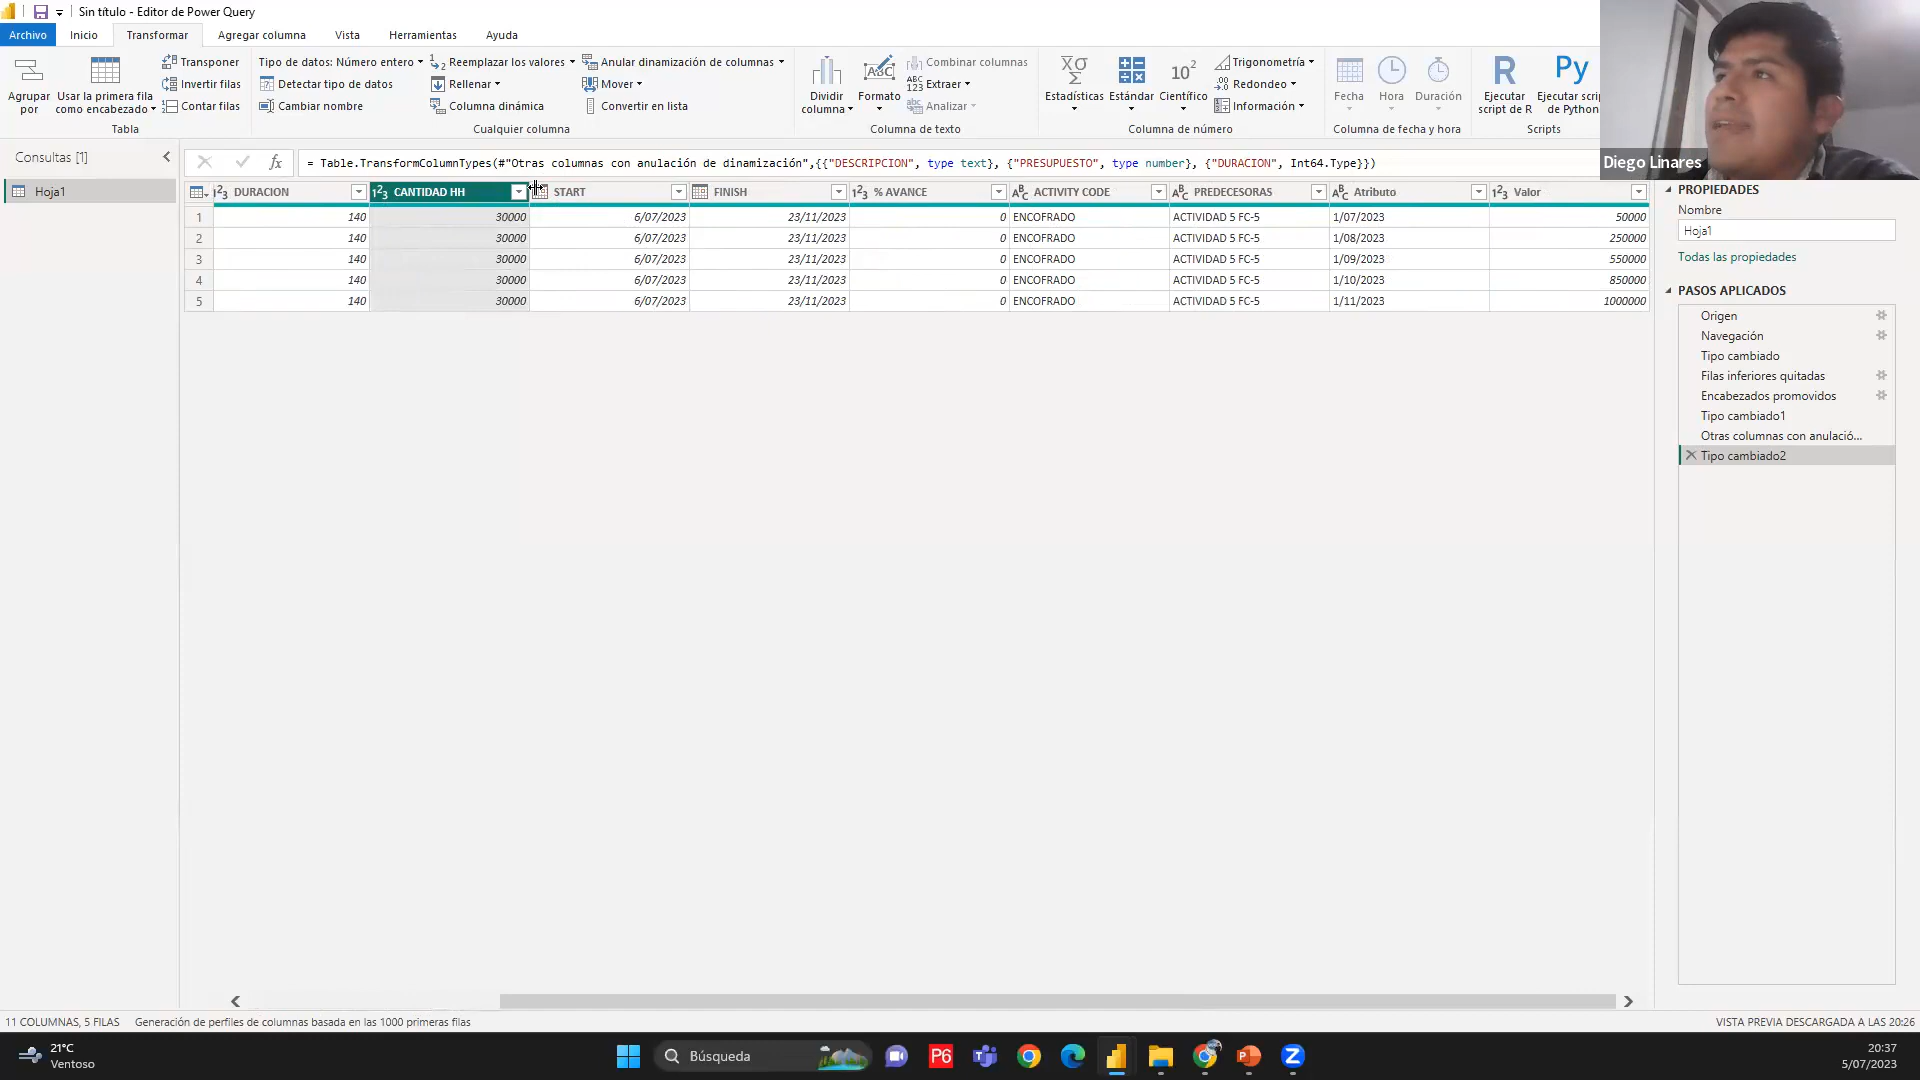 Sin título - Editor de Power Query
Archivo Inicio Transformar Agregar columna Vista Herramientas Ayuda
Agrupar por
Usar la primera fila como encabezado
Transponer
Invertir filas
Contar filas
Tabla
Tipo de datos: Número entero
Detectar tipo de datos
Cambiar nombre
Reemplazar los valores
Rellenar
Columna dinámica
Anular dinamización de columnas
Mover
Convertir en lista
Cualquier columna
Dividir columna
Formato
Combinar columnas
Extraer
Analizar
Columna de texto
Estadísticas
Estándar
Científico
Trigonometría
Redondeo
Información
Columna de número
Fecha
Hora
Duración
Columna de fecha y hora
Ejecutar script de R
Ejecutar scri de Python
Scripts
Diego Linares
Consultas [1]
Hoja1
= Table.TransformColumnTypes(#"Otras columnas con anulación de dinamización",{{"DESCRIPCION", type text}, {"PRESUPUESTO", type number}, {"DURACION", Int64.Type}})
DURACION CANTIDAD HH START FINISH % AVANCE ACTIVITY CODE PREDECESORAS Atributo Valor
1 140 30000 6/07/2023 23/11/2023 0 ENCOFRADO ACTIVIDAD 5 FC-5 1/07/2023 50000
2 140 30000 6/07/2023 23/11/2023 0 ENCOFRADO ACTIVIDAD 5 FC-5 1/08/2023 250000
3 140 30000 6/07/2023 23/11/2023 0 ENCOFRADO ACTIVIDAD 5 FC-5 1/09/2023 550000
4 140 30000 6/07/2023 23/11/2023 0 ENCOFRADO ACTIVIDAD 5 FC-5 1/10/2023 850000
5 140 30000 6/07/2023 23/11/2023 0 ENCOFRADO ACTIVIDAD 5 FC-5 1/11/2023 1000000
PROPIEDADES
Nombre
Hoja1
Todas las propiedades
PASOS APLICADOS
Origen
Navegación
Tipo cambiado
Filas inferiores quitadas
Encabezados promovidos
Tipo cambiado1
Otras columnas con anulació...
Tipo cambiado2
11 COLUMNAS, 5 FILAS Generación de perfiles de columnas basada en las 1000 primeras filas VISTA PREVIA DESCARGADA A LAS 20:26
21°C
Ventoso
Búsqueda
20:37
5/07/2023